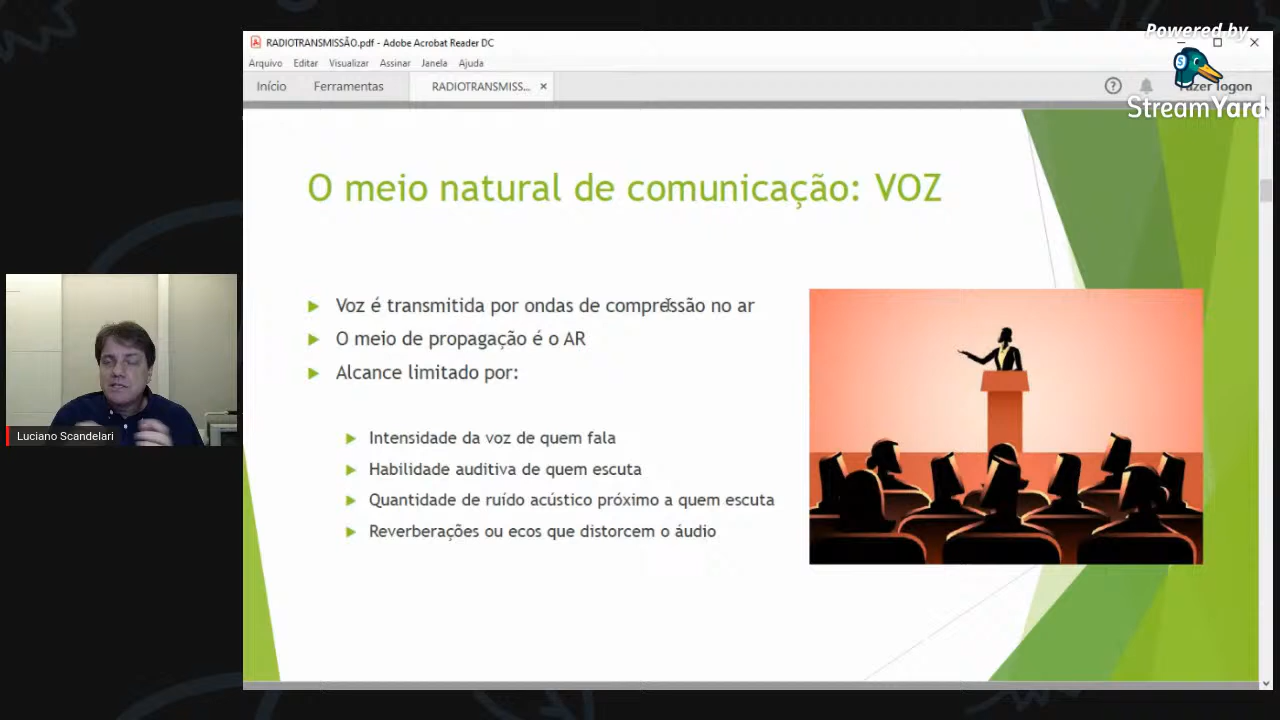 RADIOTRANSMISSÃO.pdf - Adobe Acrobat Reader DC
Powered by
Arquivo Editar Visualizar Assinar Janela Ajuda
Início Ferramentas RADIOTRANSMISS... × Fazer logon
StreamYard
O meio natural de comunicação: VOZ
Voz é transmitida por ondas de compressão no ar
O meio de propagação é o AR
Alcance limitado por:
Intensidade da voz de quem fala
Habilidade auditiva de quem escuta
Quantidade de ruído acústico próximo a quem escuta
Reverberações ou ecos que distorcem o áudio
Luciano Scandelari